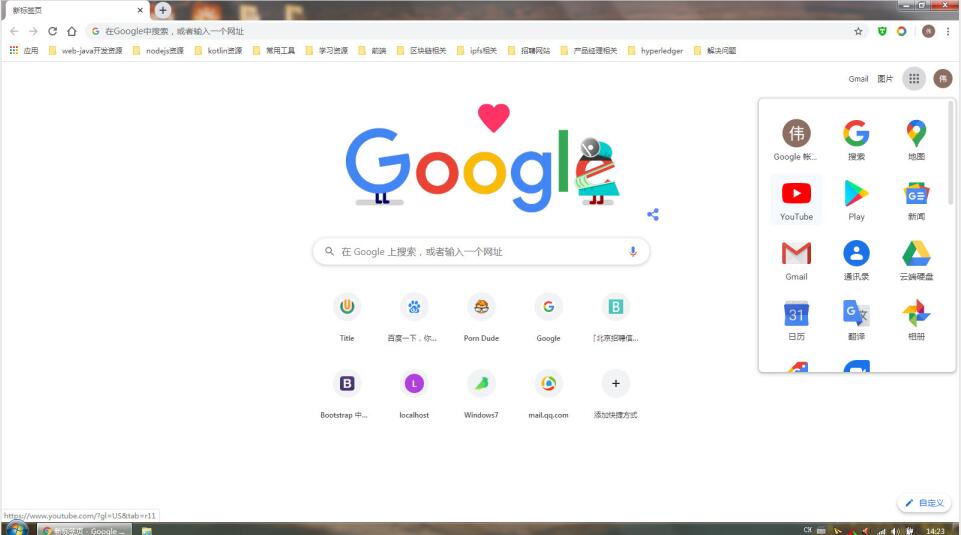 新标签页
在Google中搜索，或者输入一个网址
伟
应用 web-java开发资源 nodejs资源 kotlin资源 常用工具 学习资源 前端 区块链相关 ipfs相关 招聘网站 产品经理相关 hyperledger 解决问题
Gmail 图片 伟
Google
在 Google 上搜索，或者输入一个网址
Title 百度一下，你... Porn Dude Google 「北京招聘信...
B L
Bootstrap 中... localhost Windows7 mail.qq.com 添加快捷方式
伟
Google 帐... 搜索 地图
YouTube Play 新闻
Gmail 通讯录 云端硬盘
31
日历 翻译 相册
自定义
https://www.youtube.com/?gl=US&tab=r11
新标签页 - Google ...
CH 14:23